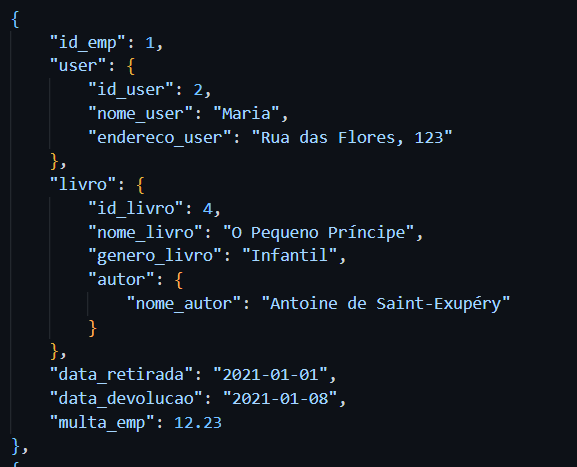 {
"id_emp": 1,
"user": {
"id_user": 2,
"nome_user": "Maria",
"endereco_user": "Rua das Flores, 123"
},
"livro": {
"id_livro": 4,
"nome_livro": "O Pequeno Príncipe",
"genero_livro": "Infantil",
"autor": {
"nome_autor": "Antoine de Saint-Exupéry"
}
},
"data_retirada": "2021-01-01",
"data_devolucao": "2021-01-08",
"multa_emp": 12.23
},